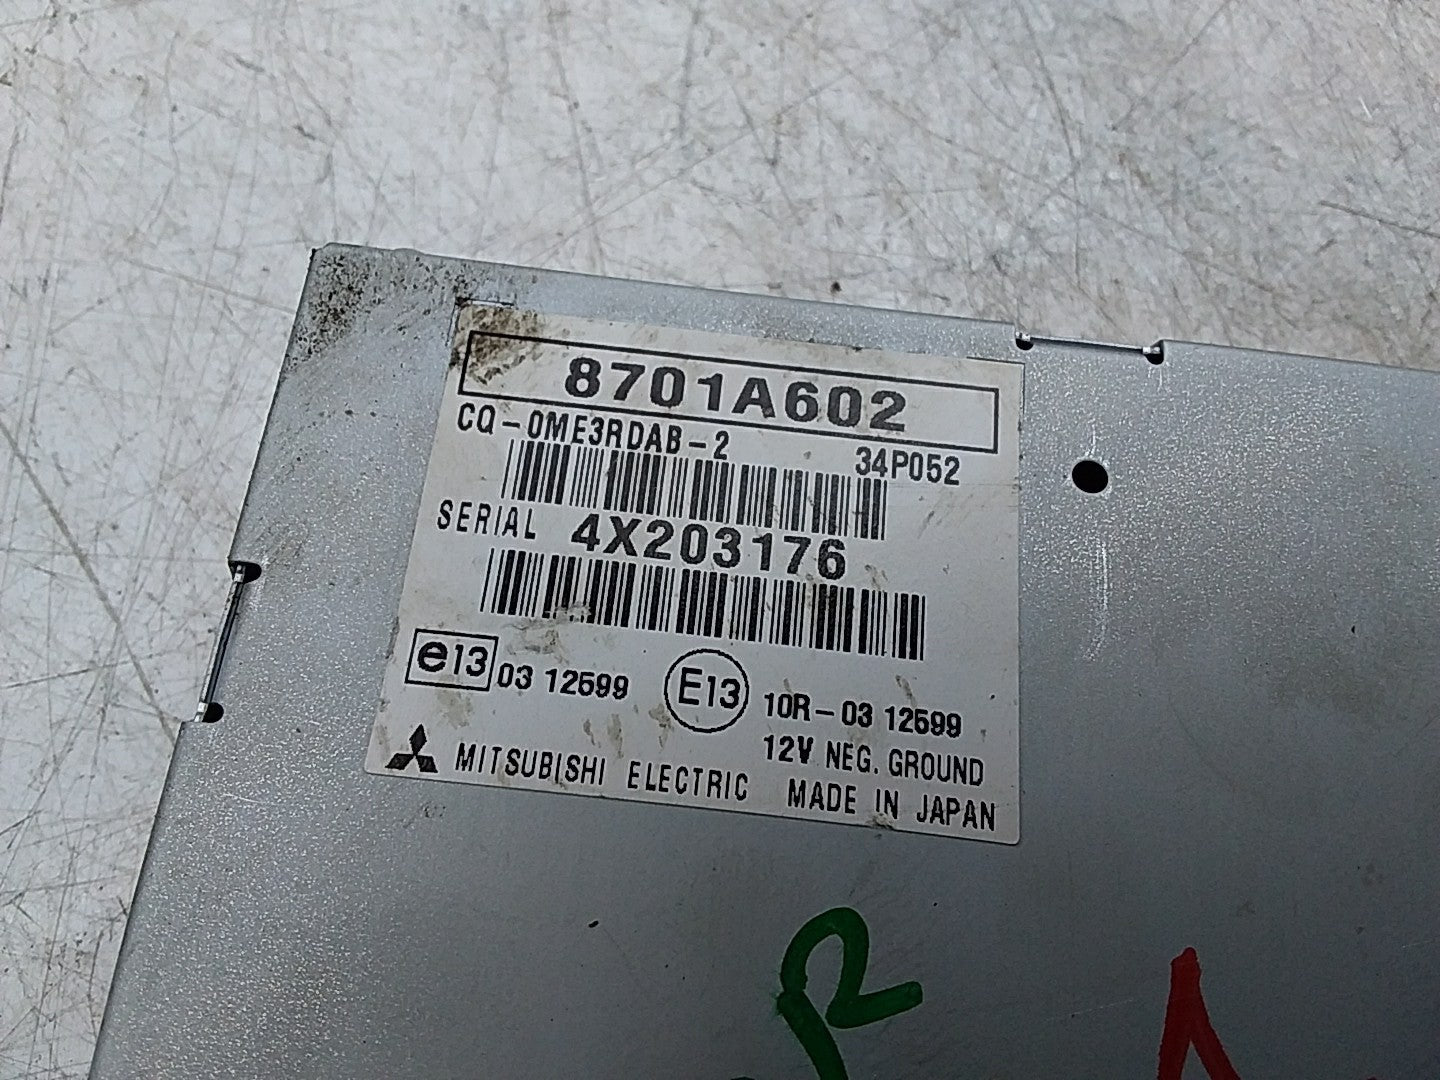 8701A602
CQ-0ME3RDAB-2 34P052
SERIAL 4X203176
e13 03 12599 E13 10R-03 12599
12V NEG. GROUND
MITSUBISHI ELECTRIC MADE IN JAPAN